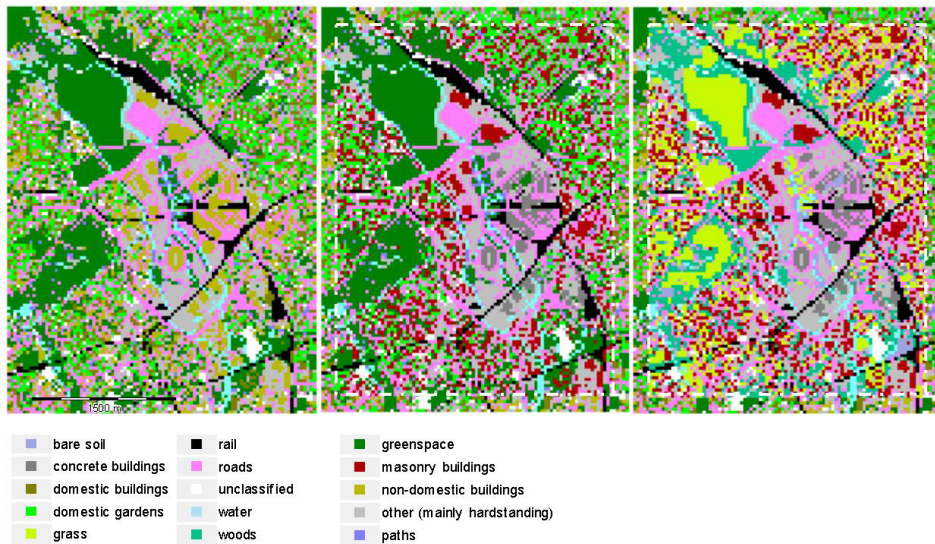 1500 m
bare soil
concrete buildings
domestic buildings
domestic gardens
grass
rail
roads
unclassified
water
woods
greenspace
masonry buildings
non-domestic buildings
other (mainly hardstanding)
paths